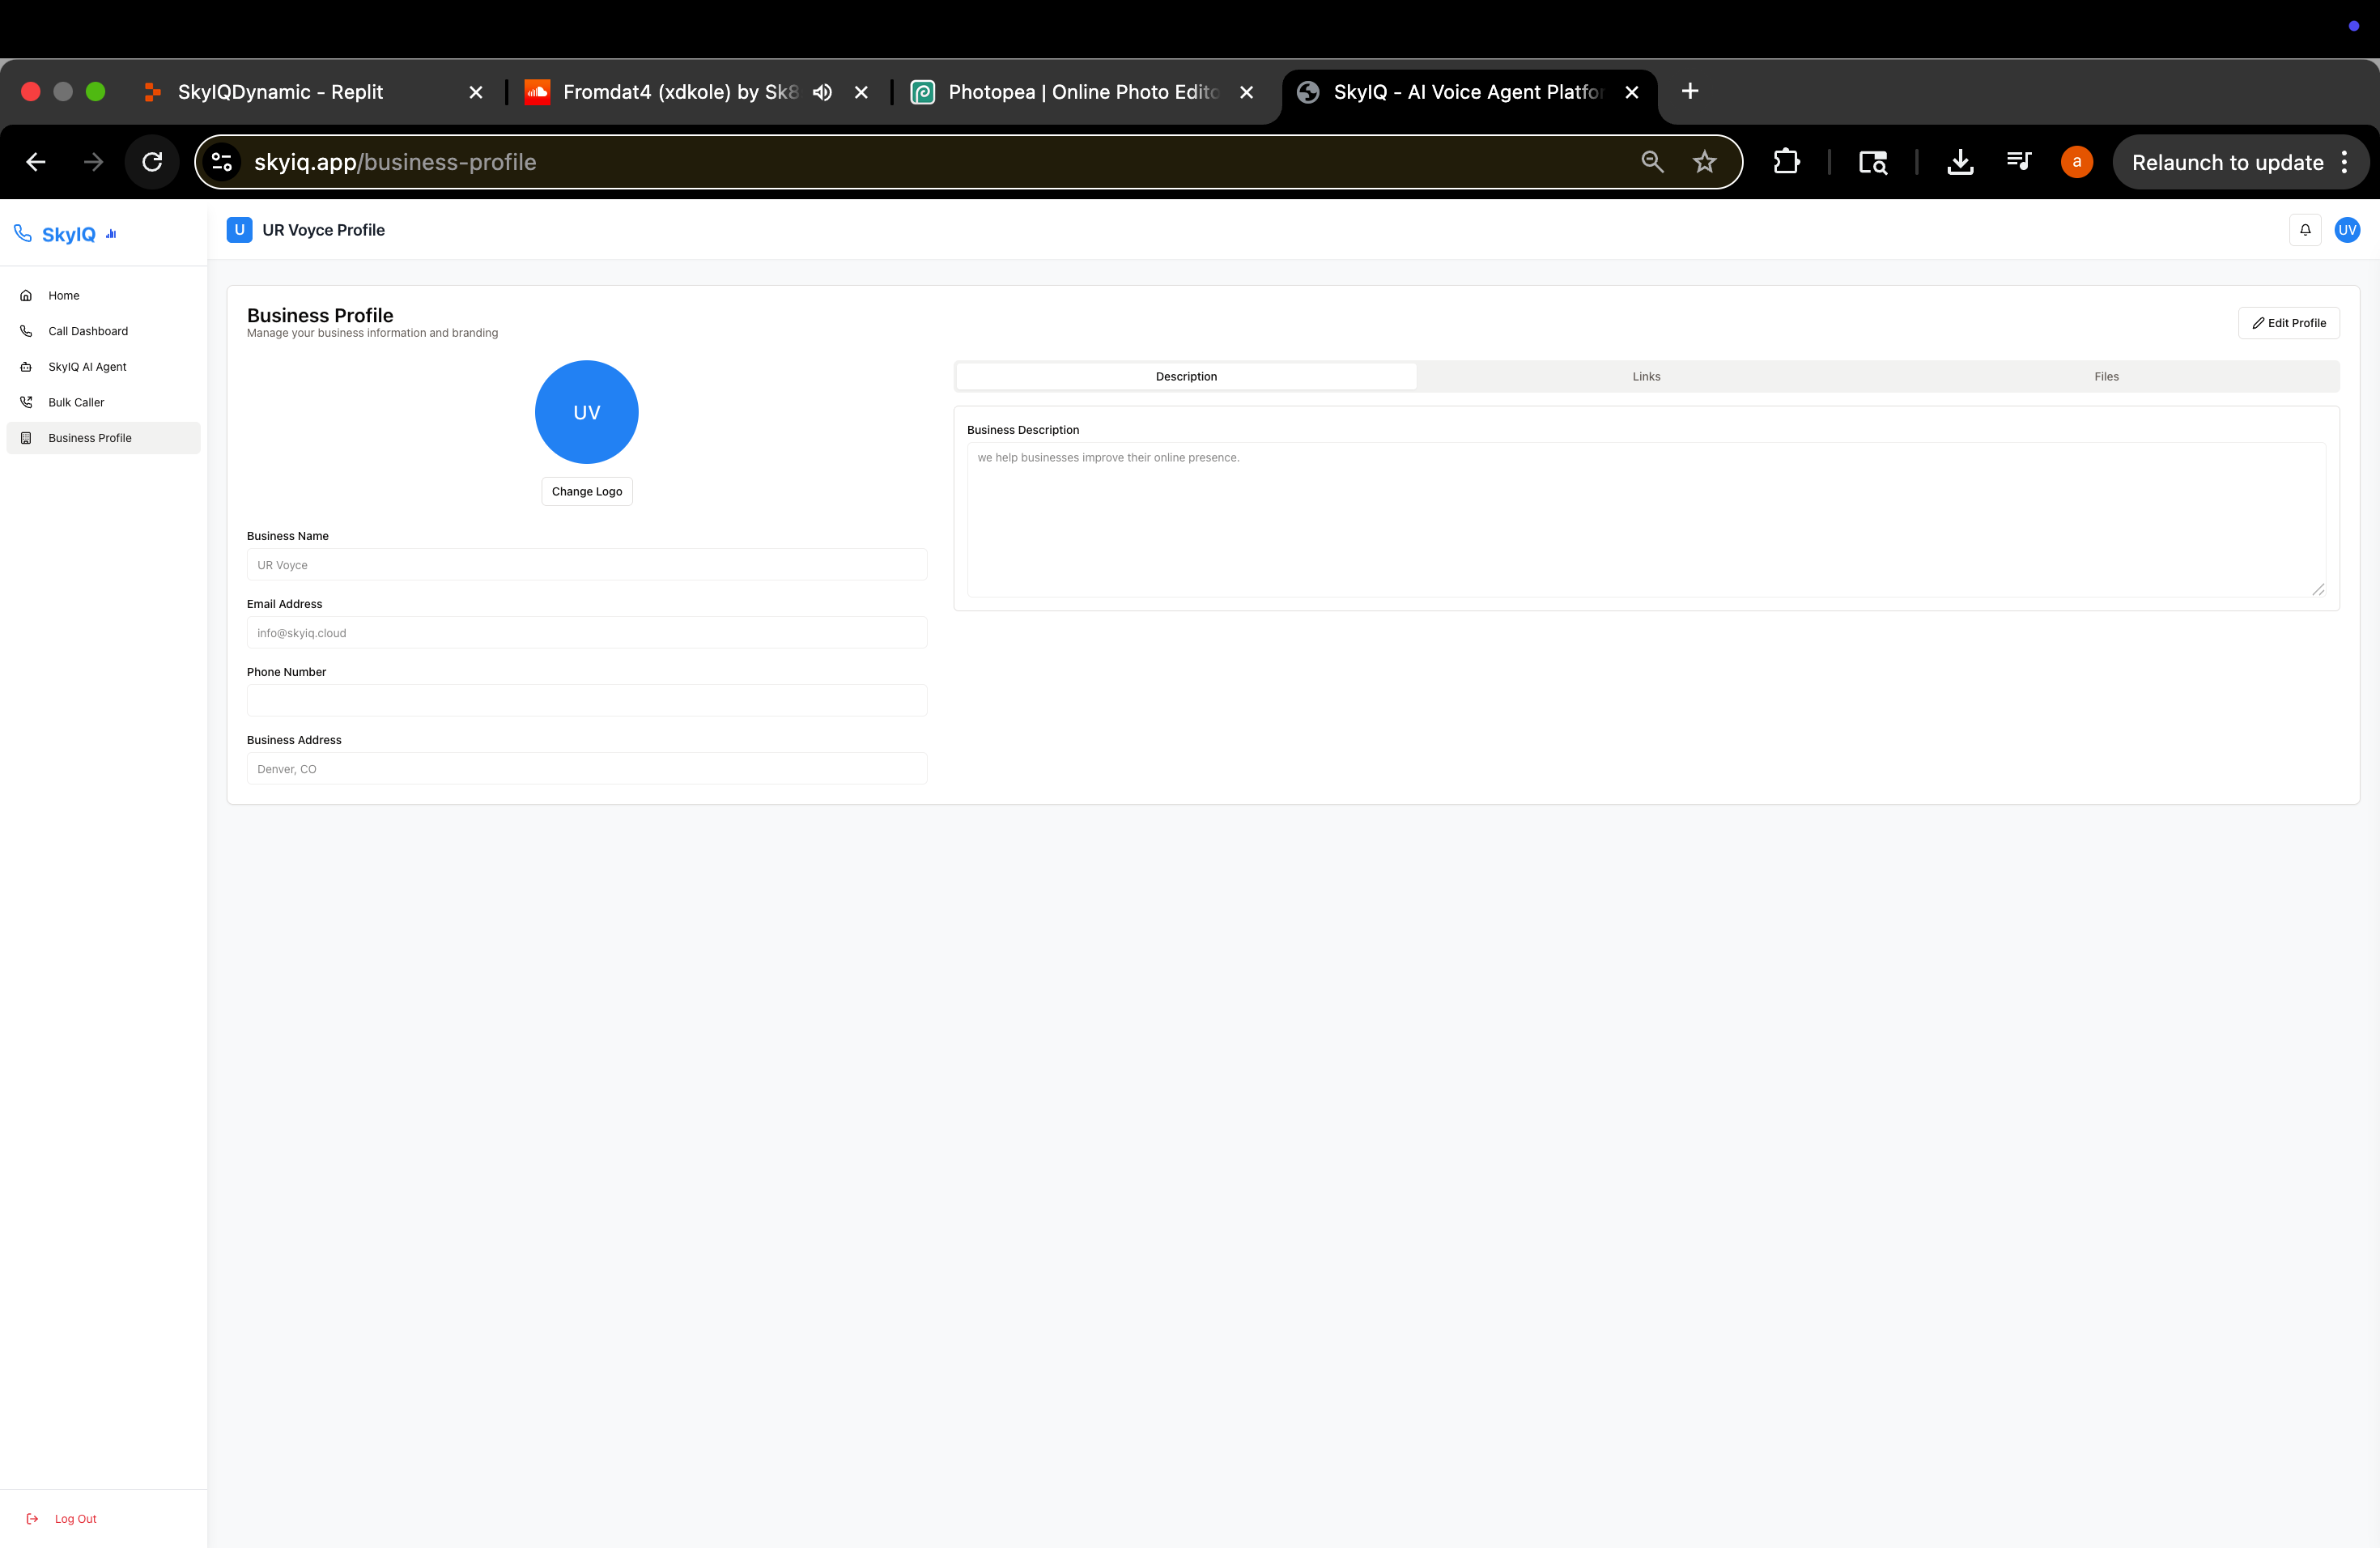 SkyIQDynamic - Replit
Fromdat4 (xdkole) by Sk8
Photopea | Online Photo Edito
SkyIQ - AI Voice Agent Platfor
skyiq.app/business-profile
a
Relaunch to update
SkyIQ
U
UR Voyce Profile
UV
Home
Call Dashboard
SkyIQ AI Agent
Bulk Caller
Business Profile
Business Profile
Manage your business information and branding
Edit Profile
UV
Change Logo
Business Name
UR Voyce
Email Address
info@skyiq.cloud
Phone Number
Business Address
Denver, CO
Description
Links
Files
Business Description
we help businesses improve their online presence.
Log Out